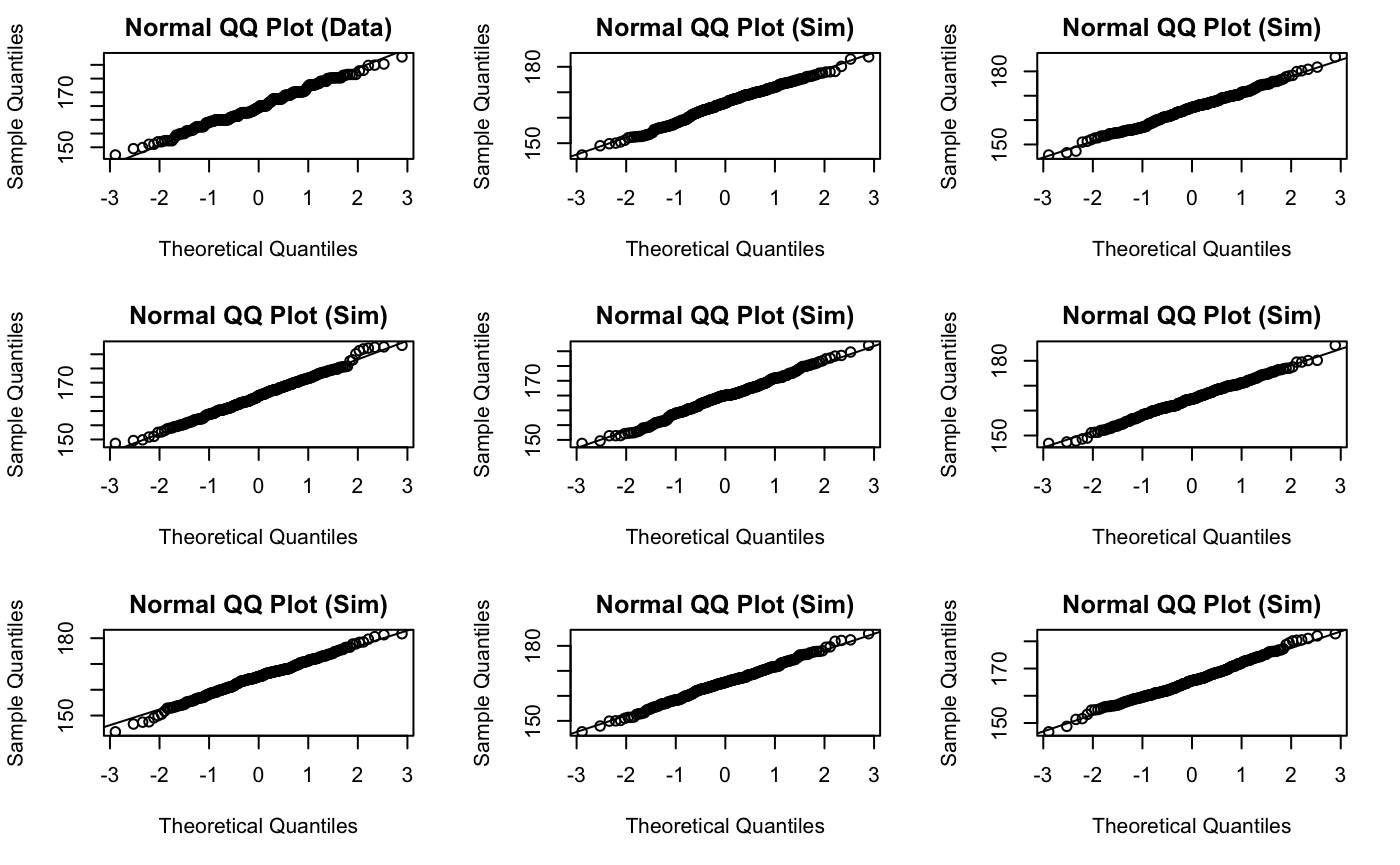 Normal QQ Plot (Data)
Sample Quantiles
150 170
-3 -2 -1 0 1 2 3
Theoretical Quantiles
Normal QQ Plot (Sim)
Sample Quantiles
150 180
-3 -2 -1 0 1 2 3
Theoretical Quantiles
Normal QQ Plot (Sim)
Sample Quantiles
150 180
-3 -2 -1 0 1 2 3
Theoretical Quantiles
Normal QQ Plot (Sim)
Sample Quantiles
150 170
-3 -2 -1 0 1 2 3
Theoretical Quantiles
Normal QQ Plot (Sim)
Sample Quantiles
150 170
-3 -2 -1 0 1 2 3
Theoretical Quantiles
Normal QQ Plot (Sim)
Sample Quantiles
150 180
-3 -2 -1 0 1 2 3
Theoretical Quantiles
Normal QQ Plot (Sim)
Sample Quantiles
150 180
-3 -2 -1 0 1 2 3
Theoretical Quantiles
Normal QQ Plot (Sim)
Sample Quantiles
150 180
-3 -2 -1 0 1 2 3
Theoretical Quantiles
Normal QQ Plot (Sim)
Sample Quantiles
150 170
-3 -2 -1 0 1 2 3
Theoretical Quantiles